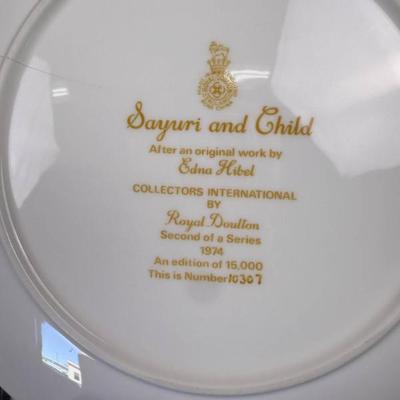 Sayuri and Child
After an original work by
Edna Hibel
COLLECTORS INTERNATIONAL
BY
Royal Doulton
Second of a Series
1974
An edition of 15,000
This is Number 10307